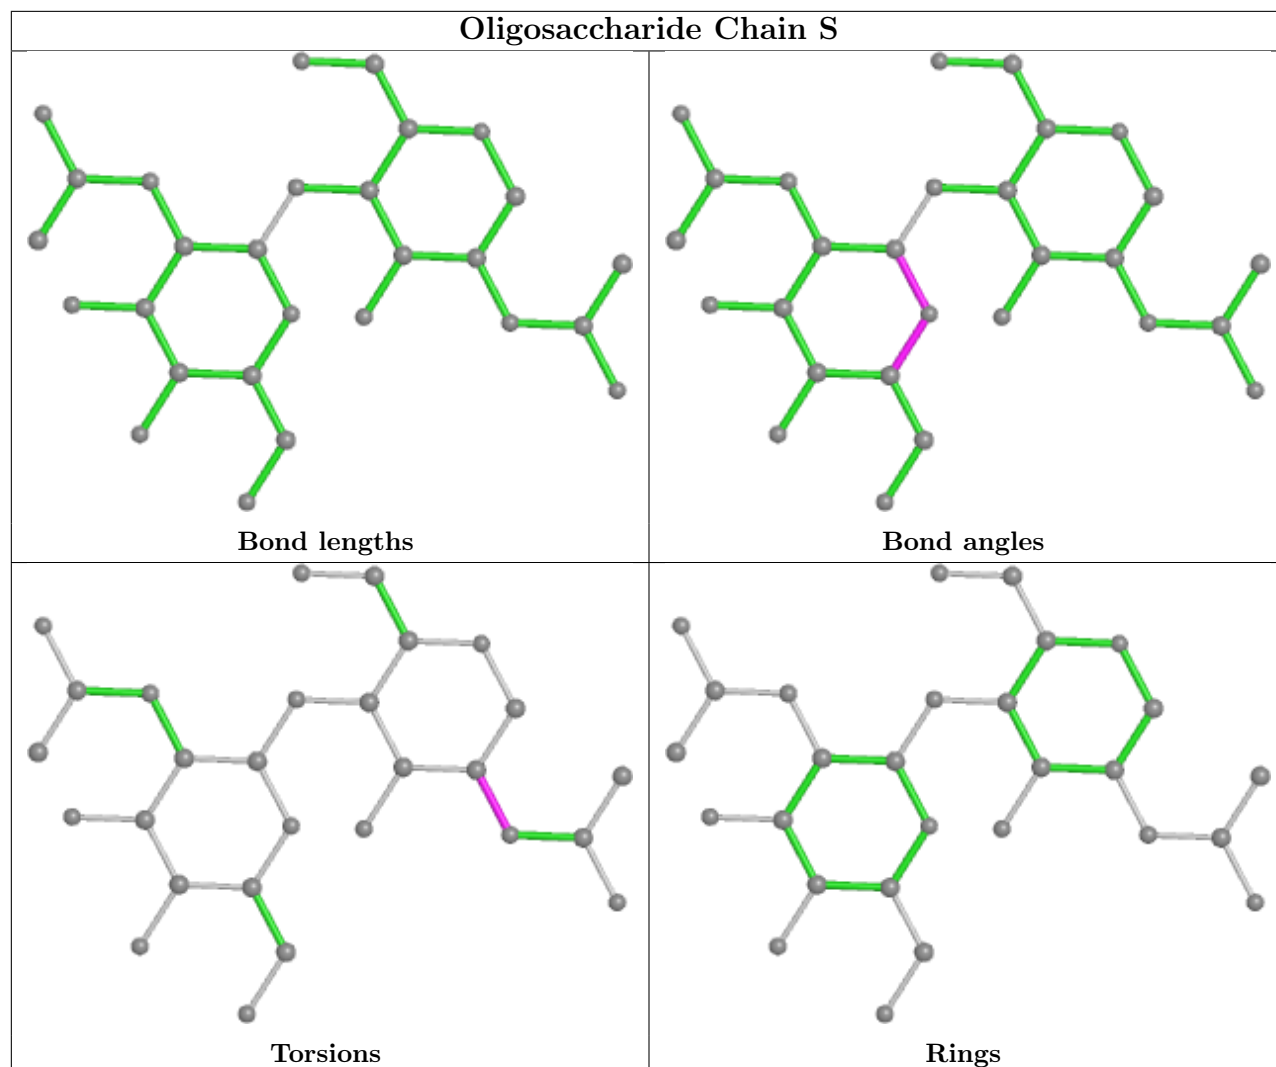 Oligosaccharide Chain S
Bond lengths
Bond angles
Torsions
Rings